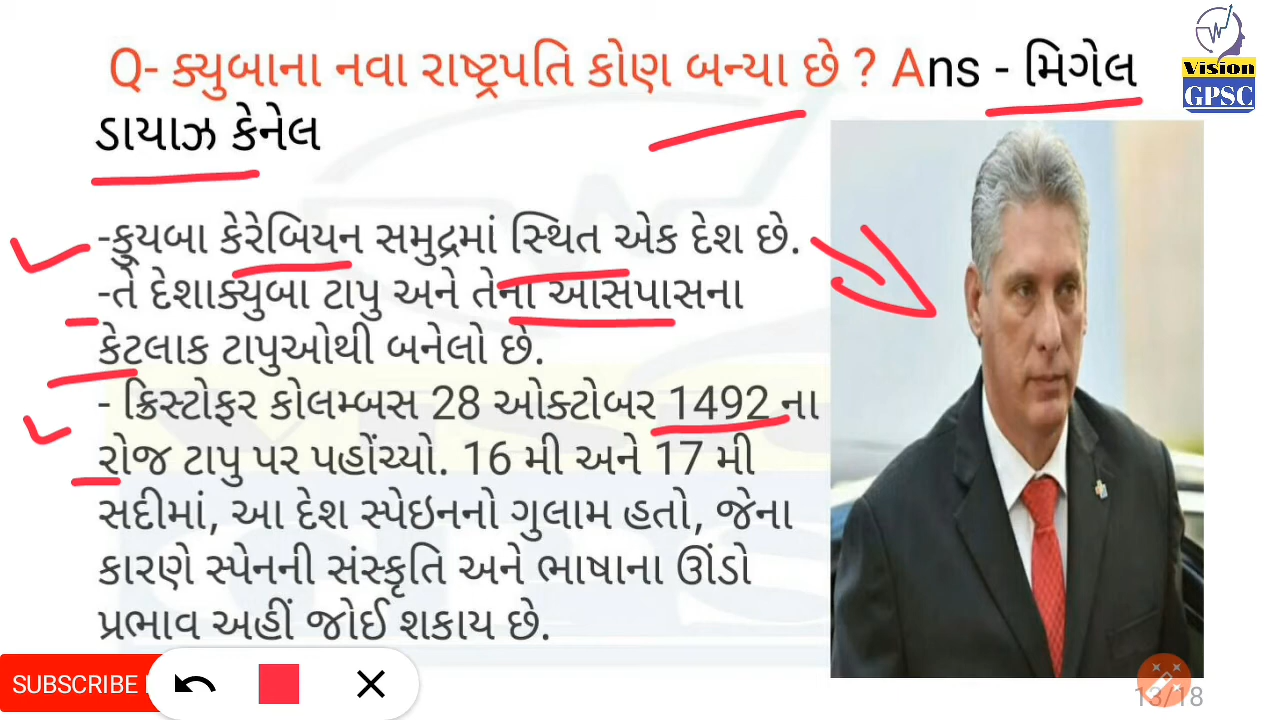 Q- ક્યુબાના નવા રાષ્ટ્રપતિ કોણ બન્યા છે ? Ans - મિગેલ
ડાયાઝ કેનેલ
Vision
GPSC
-કુયબા કેરેબિયન સમુદ્રમાં સ્થિત એક દેશ છે.
-તે દેશાક્યુબા ટાપુ અને તેના આસપાસના
કેટલાક ટાપુઓથી બનેલો છે.
- ક્રિસ્ટોફર કોલમ્બસ 28 ઓક્ટોબર 1492 ના
રોજ ટાપુ પર પહોંચ્યો. 16 મી અને 17 મી
સદીમાં, આ દેશ સ્પેઇનનો ગુલામ હતો, જેના
કારણે સ્પેનની સંસ્કૃતિ અને ભાષાના ઊંડો
પ્રભાવ અહીં જોઈ શકાય છે.
SUBSCRIBE
13/18